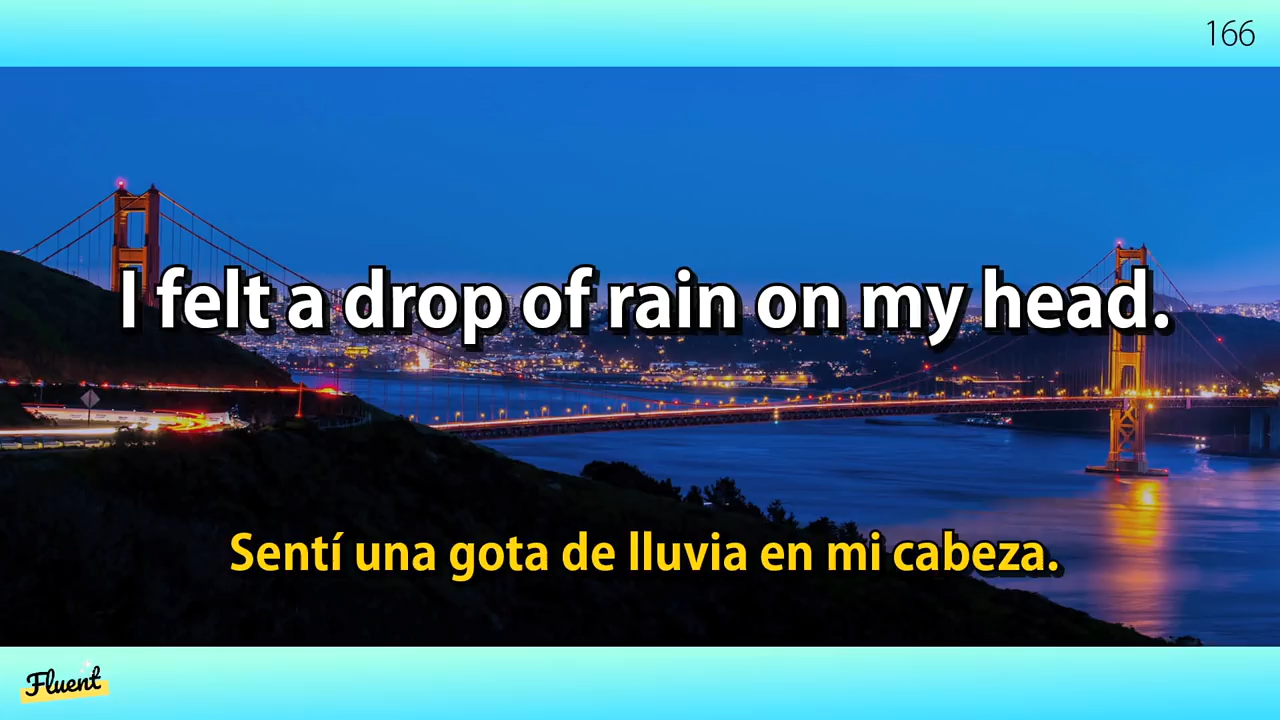 166
I felt a drop of rain on my head.
Sentí una gota de lluvia en mi cabeza.
Fluent